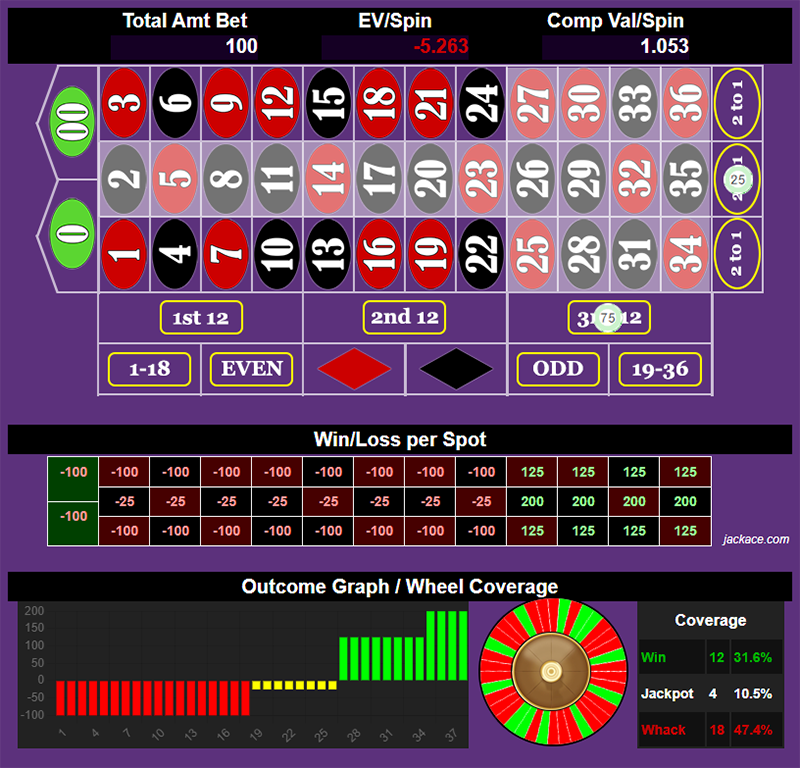 Total Amt Bet EV/Spin Comp Val/Spin
100 -5.263 1.053
00 3 6 9 12 15 18 21 24 27 30 33 36 2 to 1
2 5 8 11 14 17 20 23 26 29 32 35 25
0 1 4 7 10 13 16 19 22 25 28 31 34 2 to 1
1st 12 2nd 12 75 12
1-18 EVEN ODD 19-36
Win/Loss per Spot
-100 -100 -100 -100 -100 -100 -100 -100 -100 125 125 125 125
-25 -25 -25 -25 -25 -25 -25 -25 200 200 200 200
-100 -100 -100 -100 -100 -100 -100 -100 -100 125 125 125 125
jackace.com
Outcome Graph / Wheel Coverage
200
150
100
50
0
-50
-100
1 4 7 10 13 16 19 22 25 28 31 34 37
Coverage
Win 12 31.6%
Jackpot 4 10.5%
Whack 18 47.4%